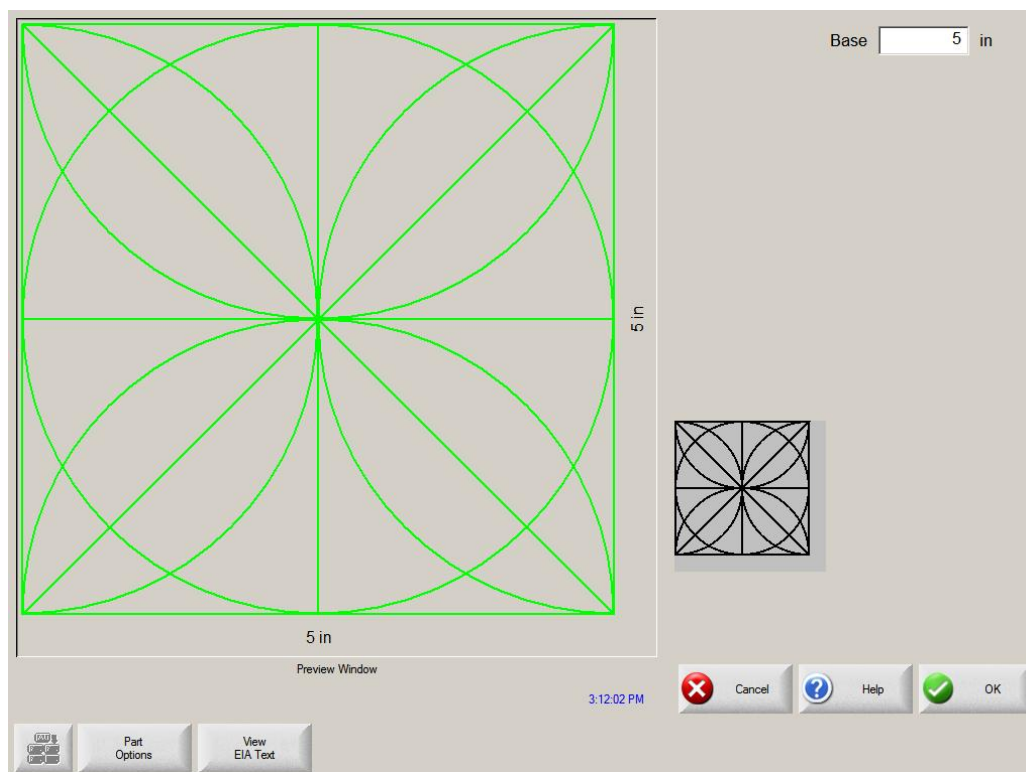 Base 5 in
5 in
5 in
Preview Window
3:12:02 PM
Cancel
Help
OK
Part
Options
View
EIA Text